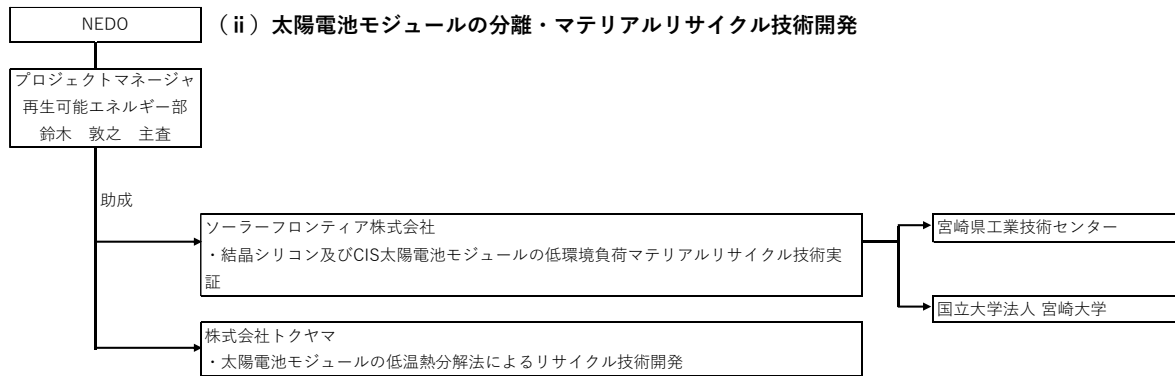 NEDO
（ⅱ）太陽電池モジュールの分離・マテリアルリサイクル技術開発
プロジェクトマネージャ
再生可能エネルギー部
鈴木　敦之　主査
助成
ソーラーフロンティア株式会社
・結晶シリコン及びCIS太陽電池モジュールの低環境負荷マテリアルリサイクル技術実
証
宮崎県工業技術センター
国立大学法人 宮崎大学
株式会社トクヤマ
・太陽電池モジュールの低温熱分解法によるリサイクル技術開発